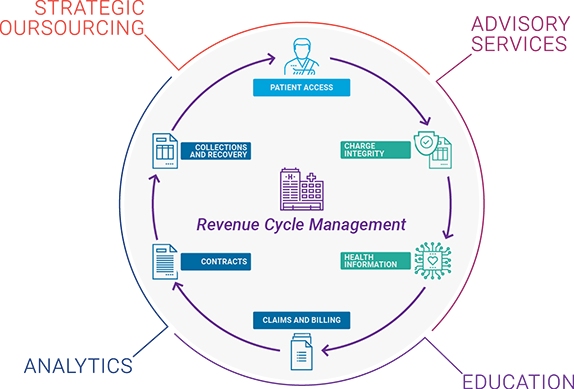 STRATEGIC
OURSOURCING
ADVISORY
SERVICES
PATIENT ACCESS
COLLECTIONS
AND RECOVERY
CHARGE
INTEGRITY
H
Revenue Cycle Management
CONTRACTS
HEALTH
INFORMATION
CLAIMS AND BILLING
ANALYTICS
EDUCATION